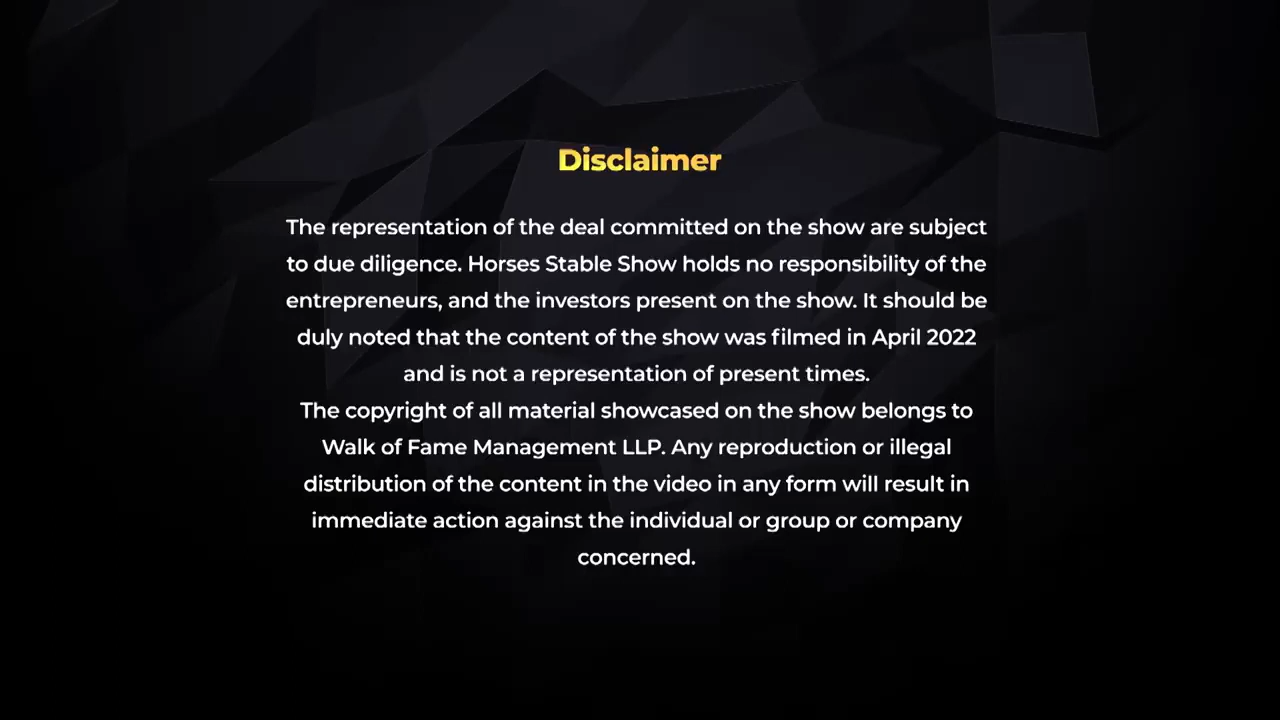 Disclaimer
The representation of the deal committed on the show are subject
to due diligence. Horses Stable Show holds no responsibility of the
entrepreneurs, and the investors present on the show. It should be
duly noted that the content of the show was filmed in April 2022
and is not a representation of present times.
The copyright of all material showcased on the show belongs to
Walk of Fame Management LLP. Any reproduction or illegal
distribution of the content in the video in any form will result in
immediate action against the individual or group or company
concerned.